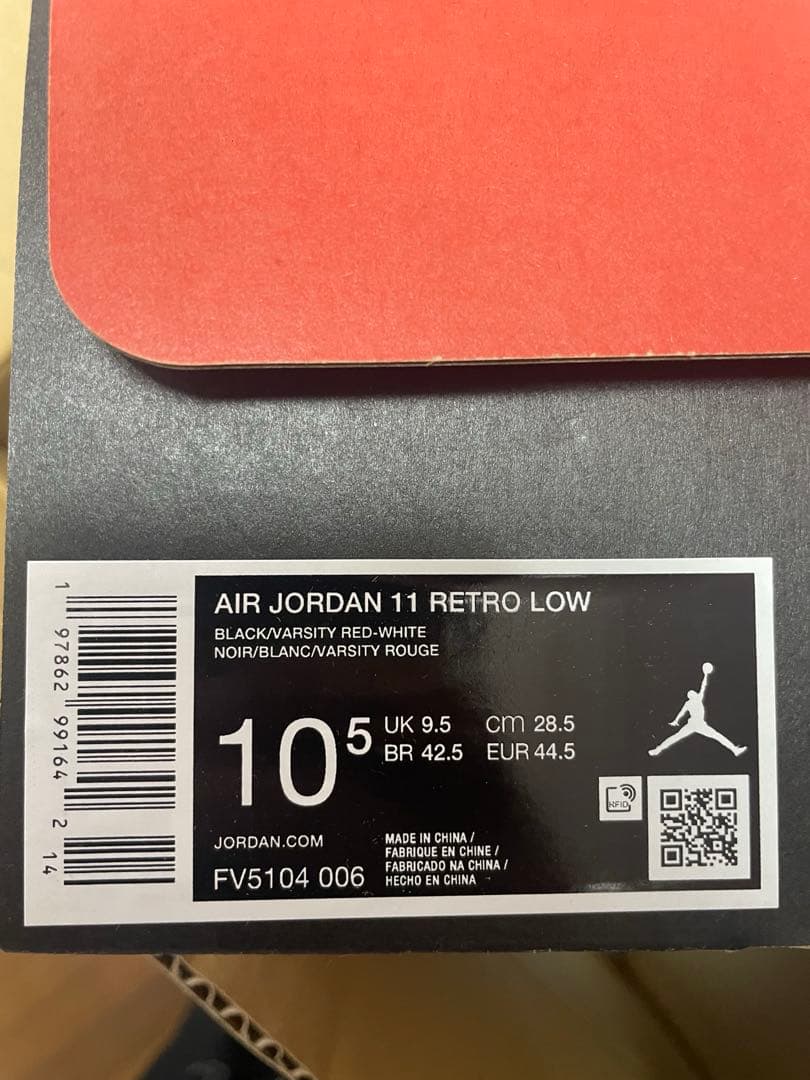 AIR JORDAN 11 RETRO LOW
BLACK/VARSITY RED-WHITE
NOIR/BLANC/VARSITY ROUGE
10⁵
UK 9.5 cm 28.5
BR 42.5 EUR 44.5
RFID
JORDAN.COM
FV5104 006
MADE IN CHINA /
FABRIQUE EN CHINE /
FABRICADO NA CHINA /
HECHO EN CHINA
1 97862 99164 2 14